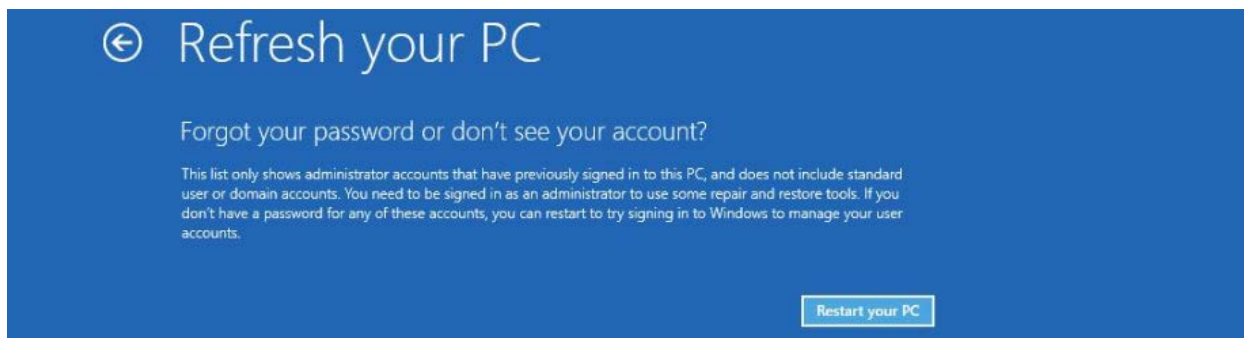 Refresh your PC
Forgot your password or don't see your account?
This list only shows administrator accounts that have previously signed in to this PC, and does not include standard
user or domain accounts. You need to be signed in as an administrator to use some repair and restore tools. If you
don't have a password for any of these accounts, you can restart to try signing in to Windows to manage your user
accounts.
Restart your PC